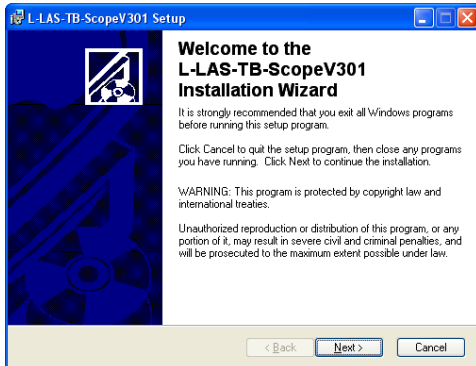 L-LAS-TB-ScopeV301 Setup
Welcome to the
L-LAS-TB-ScopeV301
Installation Wizard
It is strongly recommended that you exit all Windows programs
before running this setup program.
Click Cancel to quit the setup program, then close any programs
you have running. Click Next to continue the installation.
WARNING: This program is protected by copyright law and
international treaties.
Unauthorized reproduction or distribution of this program, or any
portion of it, may result in severe civil and criminal penalties, and
will be prosecuted to the maximum extent possible under law.
< Back Next > Cancel